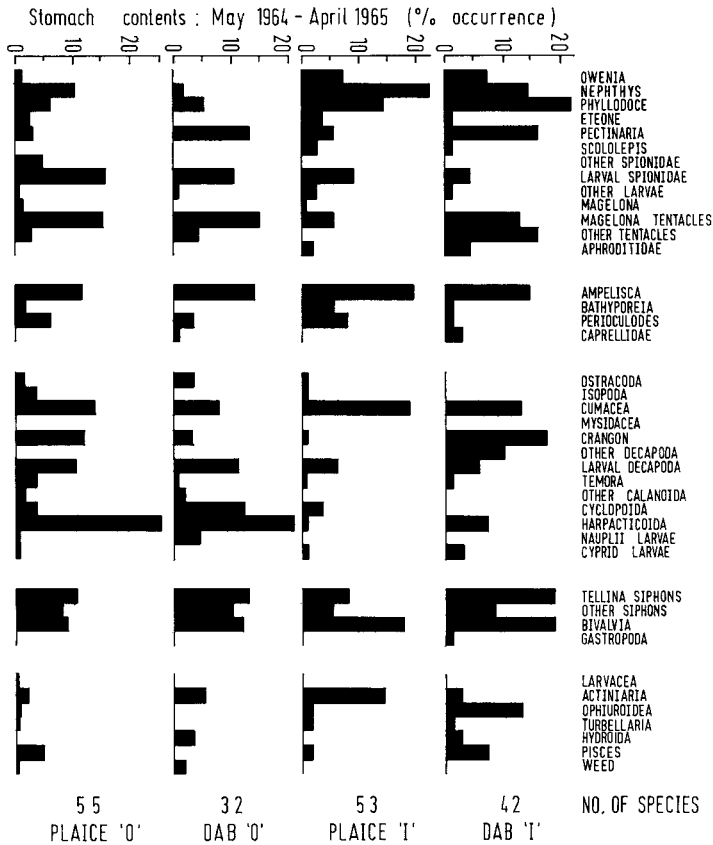 Stomach contents : May 1964 - April 1965 (% occurrence)
0 10 20 0 10 20 0 10 20 0 10 20
OWENIA
NEPHTHYS
PHYLLODOCE
ETEONE
PECTINARIA
SCOLOLEPIS
OTHER SPIONIDAE
LARVAL SPIONIDAE
OTHER LARVAE
MAGELONA
MAGELONA TENTACLES
OTHER TENTACLES
APHRODITIDAE
AMPELISCA
BATHYPOREIA
PERIOCULODES
CAPRELLIDAE
OSTRACODA
ISOPODA
CUMACEA
MYSIDACEA
CRANGON
OTHER DECAPODA
LARVAL DECAPODA
TEMORA
OTHER CALANOIDA
CYCLOPOIDA
HARPACTICOIDA
NAUPLII LARVAE
CYPRID LARVAE
TELLINA SIPHONS
OTHER SIPHONS
BIVALVIA
GASTROPODA
LARVACEA
ACTINIARIA
OPHIUROIDEA
TURBELLARIA
HYDROIDA
PISCES
WEED
55 32 53 42 NO. OF SPECIES
PLAICE 'O' DAB 'O' PLAICE 'I' DAB 'I'